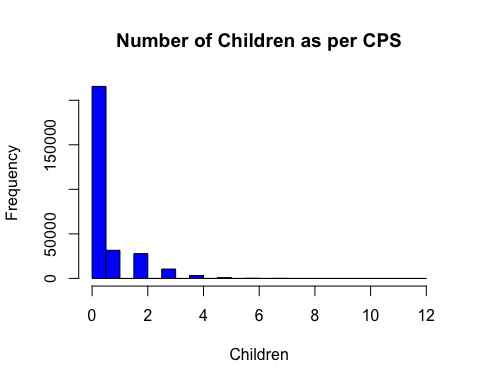 Number of Children as per CPS
Frequency
150000
50000
0
0 2 4 6 8 10 12
Children